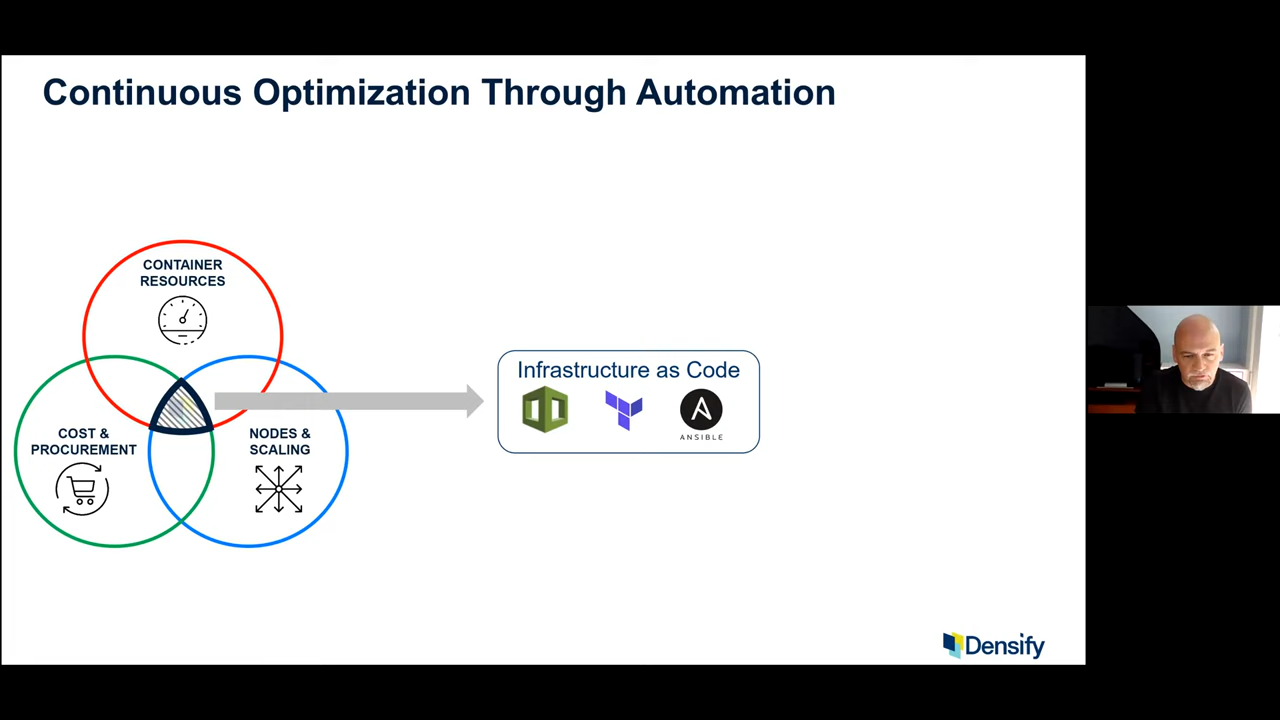 Continuous Optimization Through Automation
CONTAINER
RESOURCES
COST &
PROCUREMENT
NODES &
SCALING
Infrastructure as Code
ANSIBLE
Densify